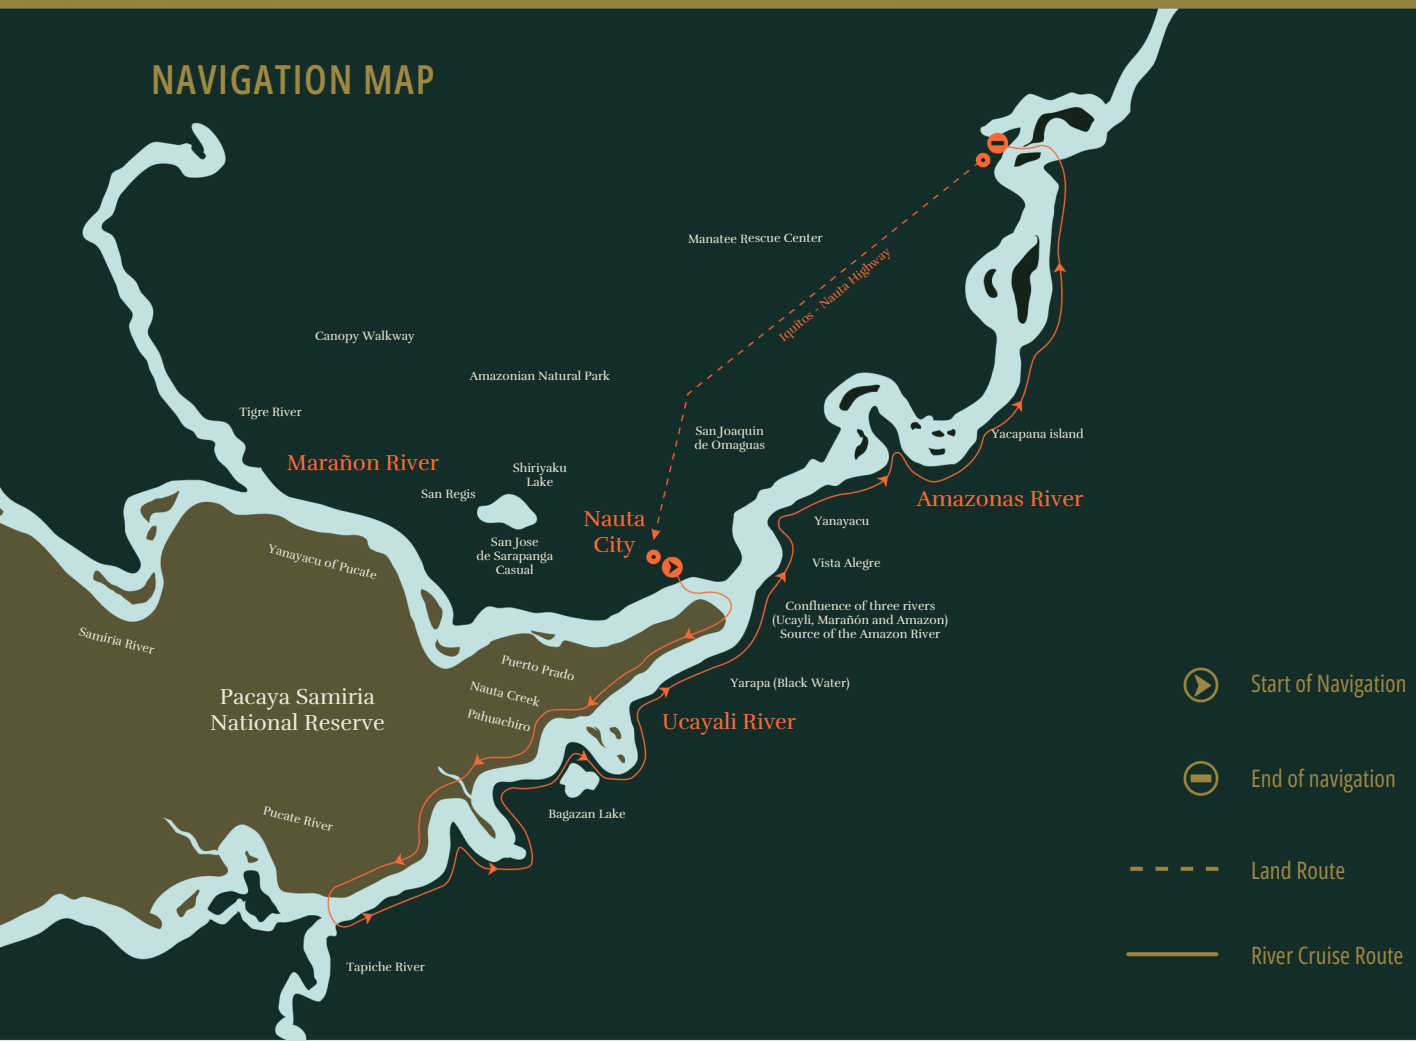 NAVIGATION MAP
Manatee Rescue Center
Iquitos - Nauta Highway
Canopy Walkway
Amazonian Natural Park
Tigre River
San Joaquin
de Omaguas
Yacapana island
Marañon River
Shiriyaku
Lake
San Regis
Amazonas River
Nauta
City
Yanayacu
San Jose
de Sarapanga
Casual
Yanayacu of Pucate
Vista Alegre
Confluence of three rivers
(Ucayli, Marañón and Amazon)
Source of the Amazon River
Samiria River
Puerto Prado
Nauta Creek
Pahuachiro
Yarapa (Black Water)
Pacaya Samiria
National Reserve
Ucayali River
Start of Navigation
End of navigation
Pucate River
Bagazan Lake
Land Route
River Cruise Route
Tapiche River